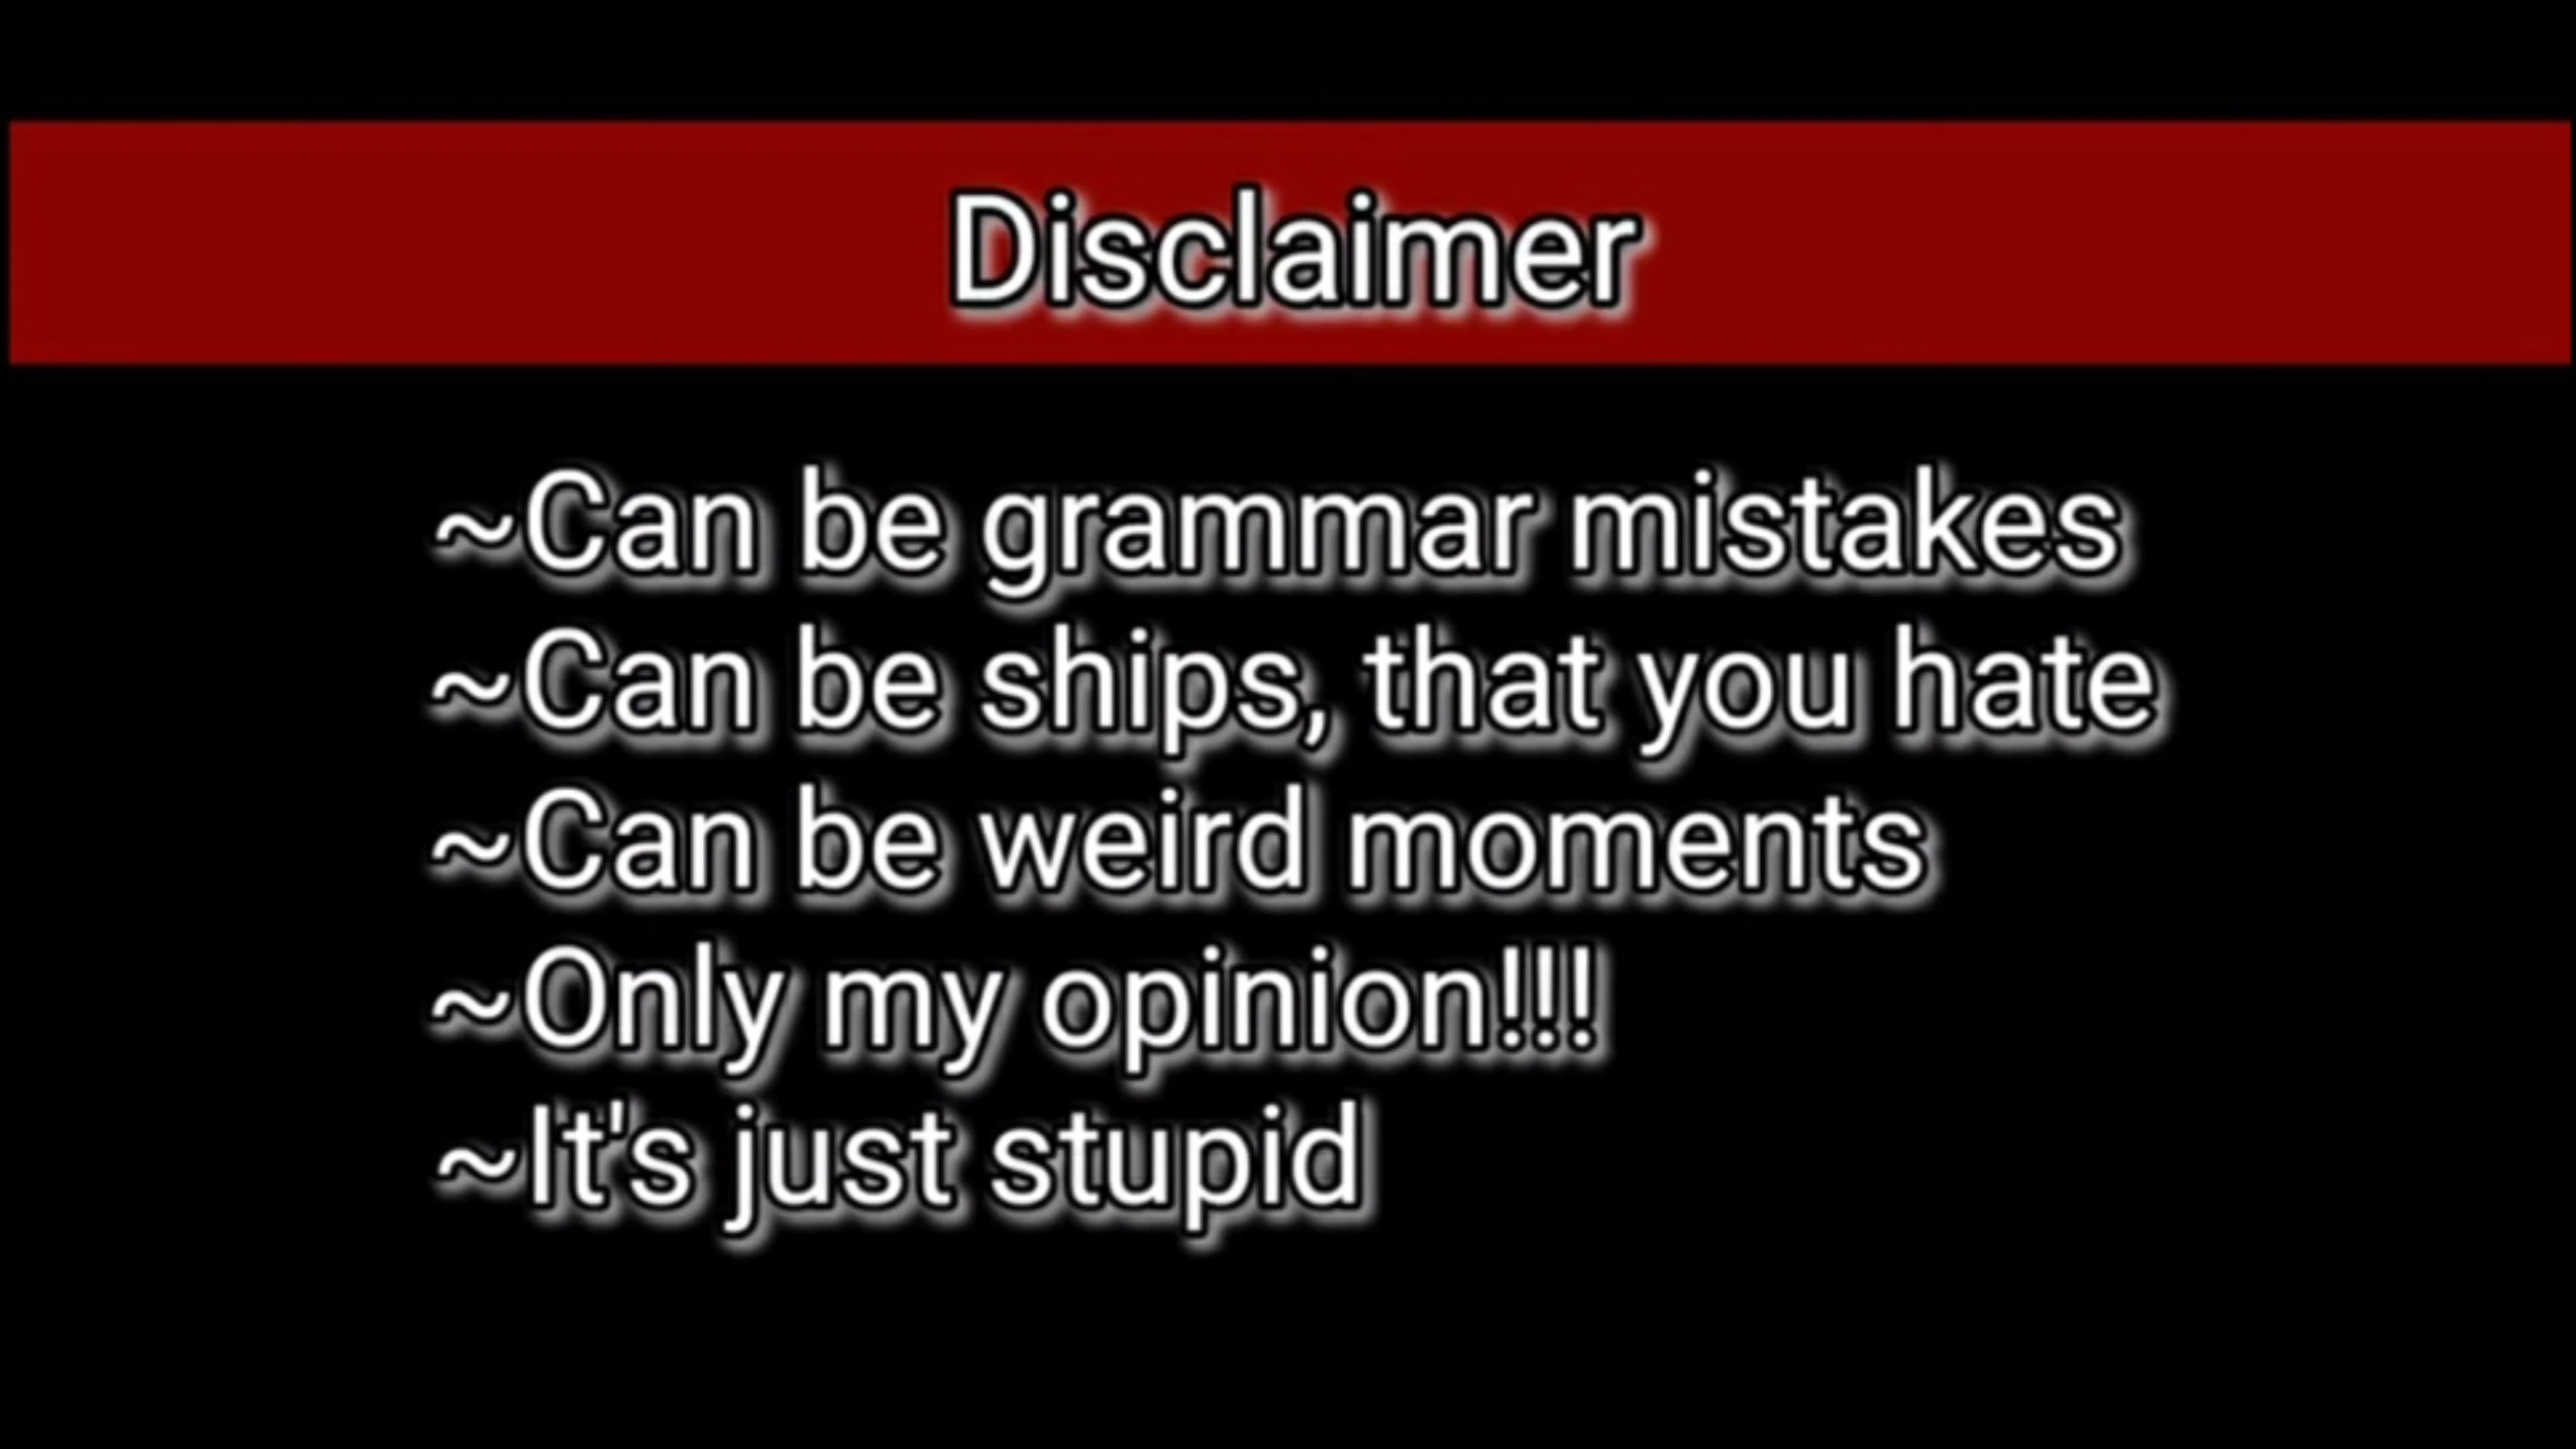 Disclaimer
~Can be grammar mistakes
~Can be ships, that you hate
~Can be weird moments
~Only my opinion!!!
~It's just stupid